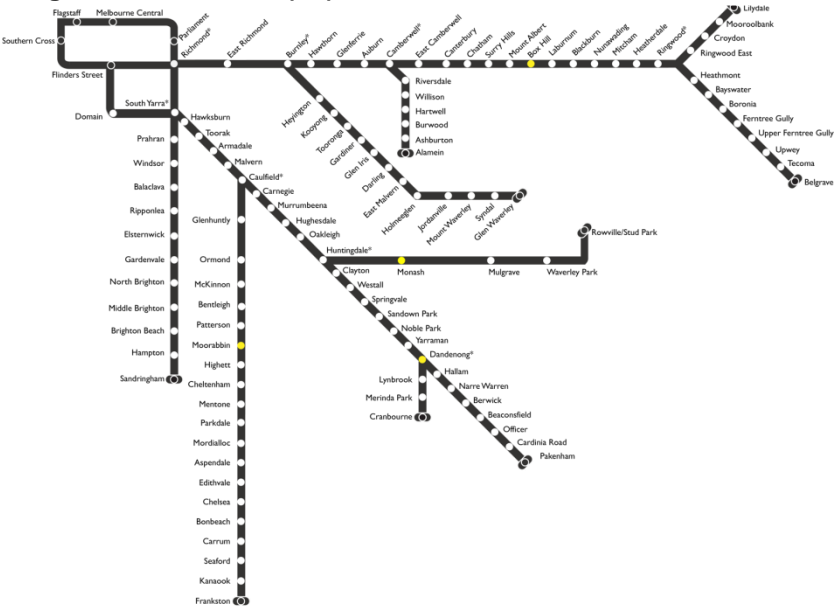 Flagstaff
Melbourne Central
Southern Cross
Parliament
Richmond*
Flinders Street
East Richmond
Burnley*
Hawthorn
Glenferrie
Auburn
Camberwell*
East Camberwell
Canterbury
Chatham
Surry Hills
Mount Albert
Box Hill
Laburnum
Blackburn
Nunawading
Mitcham
Heatherdale
Ringwood*
Lilydale
Mooroolbank
Croydon
Ringwood East
Heathmont
Bayswater
Boronia
Ferntree Gully
Upper Ferntree Gully
Upwey
Tecoma
Belgrave
Riversdale
Willison
Hartwell
Burwood
Ashburton
Alamein
Heyington
Kooyong
Tooronga
Gardiner
Glen Iris
Darling
East Malvern
Holmeeglen
Jordanville
Mount Waverley
Syndal
Glen Waverley
Domain
South Yarra*
Prahran
Windsor
Balaclava
Ripponlea
Elsternwick
Gardenvale
North Brighton
Middle Brighton
Brighton Beach
Hampton
Sandringham
Hawksburn
Toorak
Armadale
Malvern
Caulfield*
Carnegie
Murrumbeena
Hughesdale
Oakleigh
Huntingdale*
Monash
Mulgrave
Waverley Park
Rowville/Stud Park
Clayton
Westall
Springvale
Sandown Park
Noble Park
Yarraman
Dandenong*
Hallam
Narre Warren
Berwick
Beaconsfield
Officer
Cardinia Road
Pakenham
Lynbrook
Merinda Park
Cranbourne
Glenhuntly
Ormond
McKinnon
Bentleigh
Patterson
Moorabbin
Highett
Cheltenham
Mentone
Parkdale
Mordialloc
Aspendale
Edithvale
Chelsea
Bonbeach
Carrum
Seaford
Kanaook
Frankston